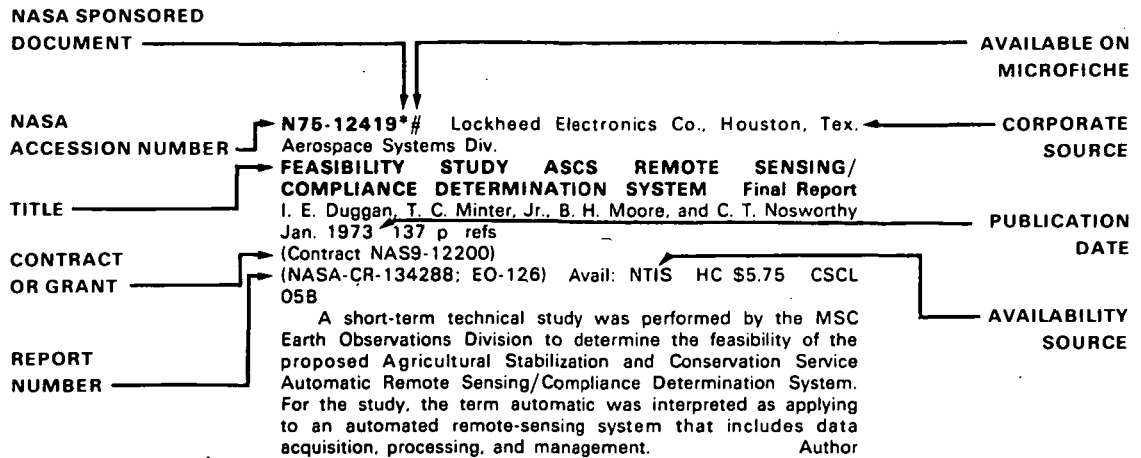 NASA SPONSORED
DOCUMENT
AVAILABLE ON
MICROFICHE
NASA
ACCESSION NUMBER
N75-12419*# Lockheed Electronics Co., Houston, Tex.
Aerospace Systems Div.
CORPORATE
SOURCE
TITLE
FEASIBILITY STUDY ASCS REMOTE SENSING/
COMPLIANCE DETERMINATION SYSTEM Final Report
I. E. Duggan, T. C. Minter, Jr., B. H. Moore, and C. T. Nosworthy
Jan. 1973 137 p refs
PUBLICATION
DATE
CONTRACT
OR GRANT
(Contract NAS9-12200)
(NASA-CR-134288; EO-126) Avail: NTIS HC $5.75 CSCL
05B
AVAILABILITY
SOURCE
REPORT
NUMBER
A short-term technical study was performed by the MSC
Earth Observations Division to determine the feasibility of the
proposed Agricultural Stabilization and Conservation Service
Automatic Remote Sensing/Compliance Determination System.
For the study, the term automatic was interpreted as applying
to an automated remote-sensing system that includes data
acquisition, processing, and management. Author